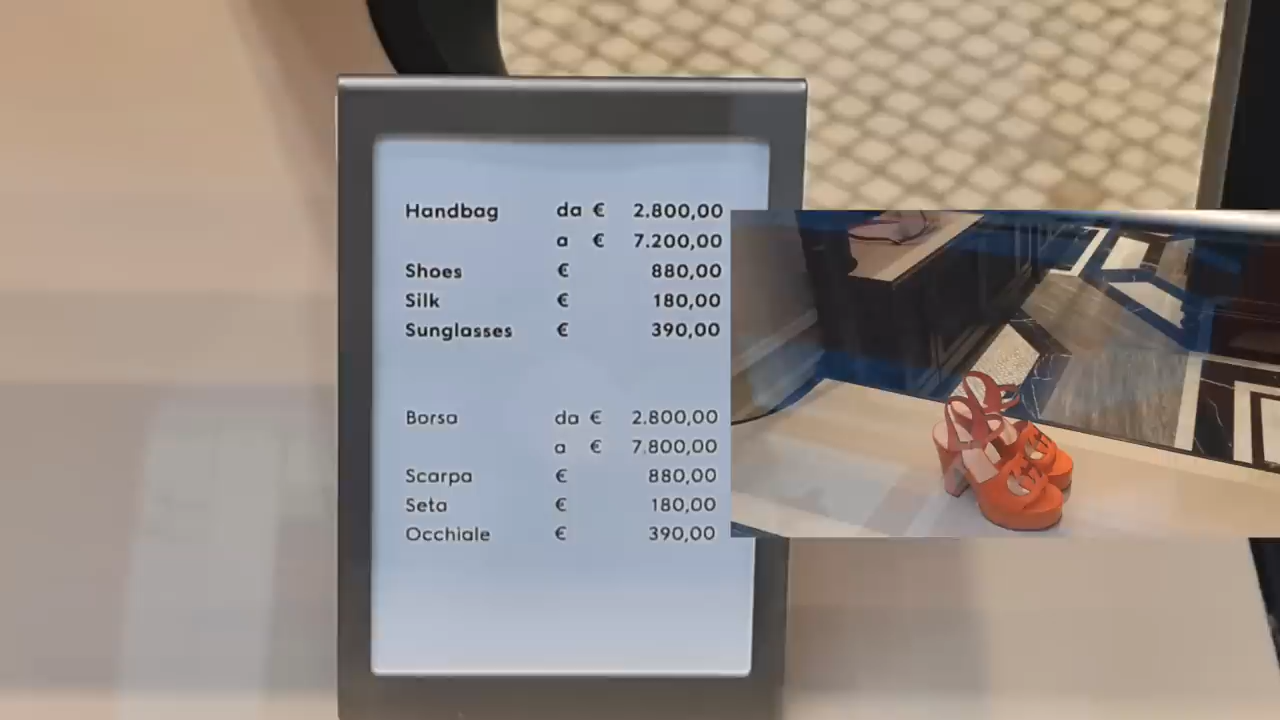 Handbag da € 2.800,00
a € 7.200,00
Shoes € 880,00
Silk € 180,00
Sunglasses € 390,00
Borsa da € 2.800,00
a € 7.800,00
Scarpa € 880,00
Seta € 180,00
Occhiale € 390,00